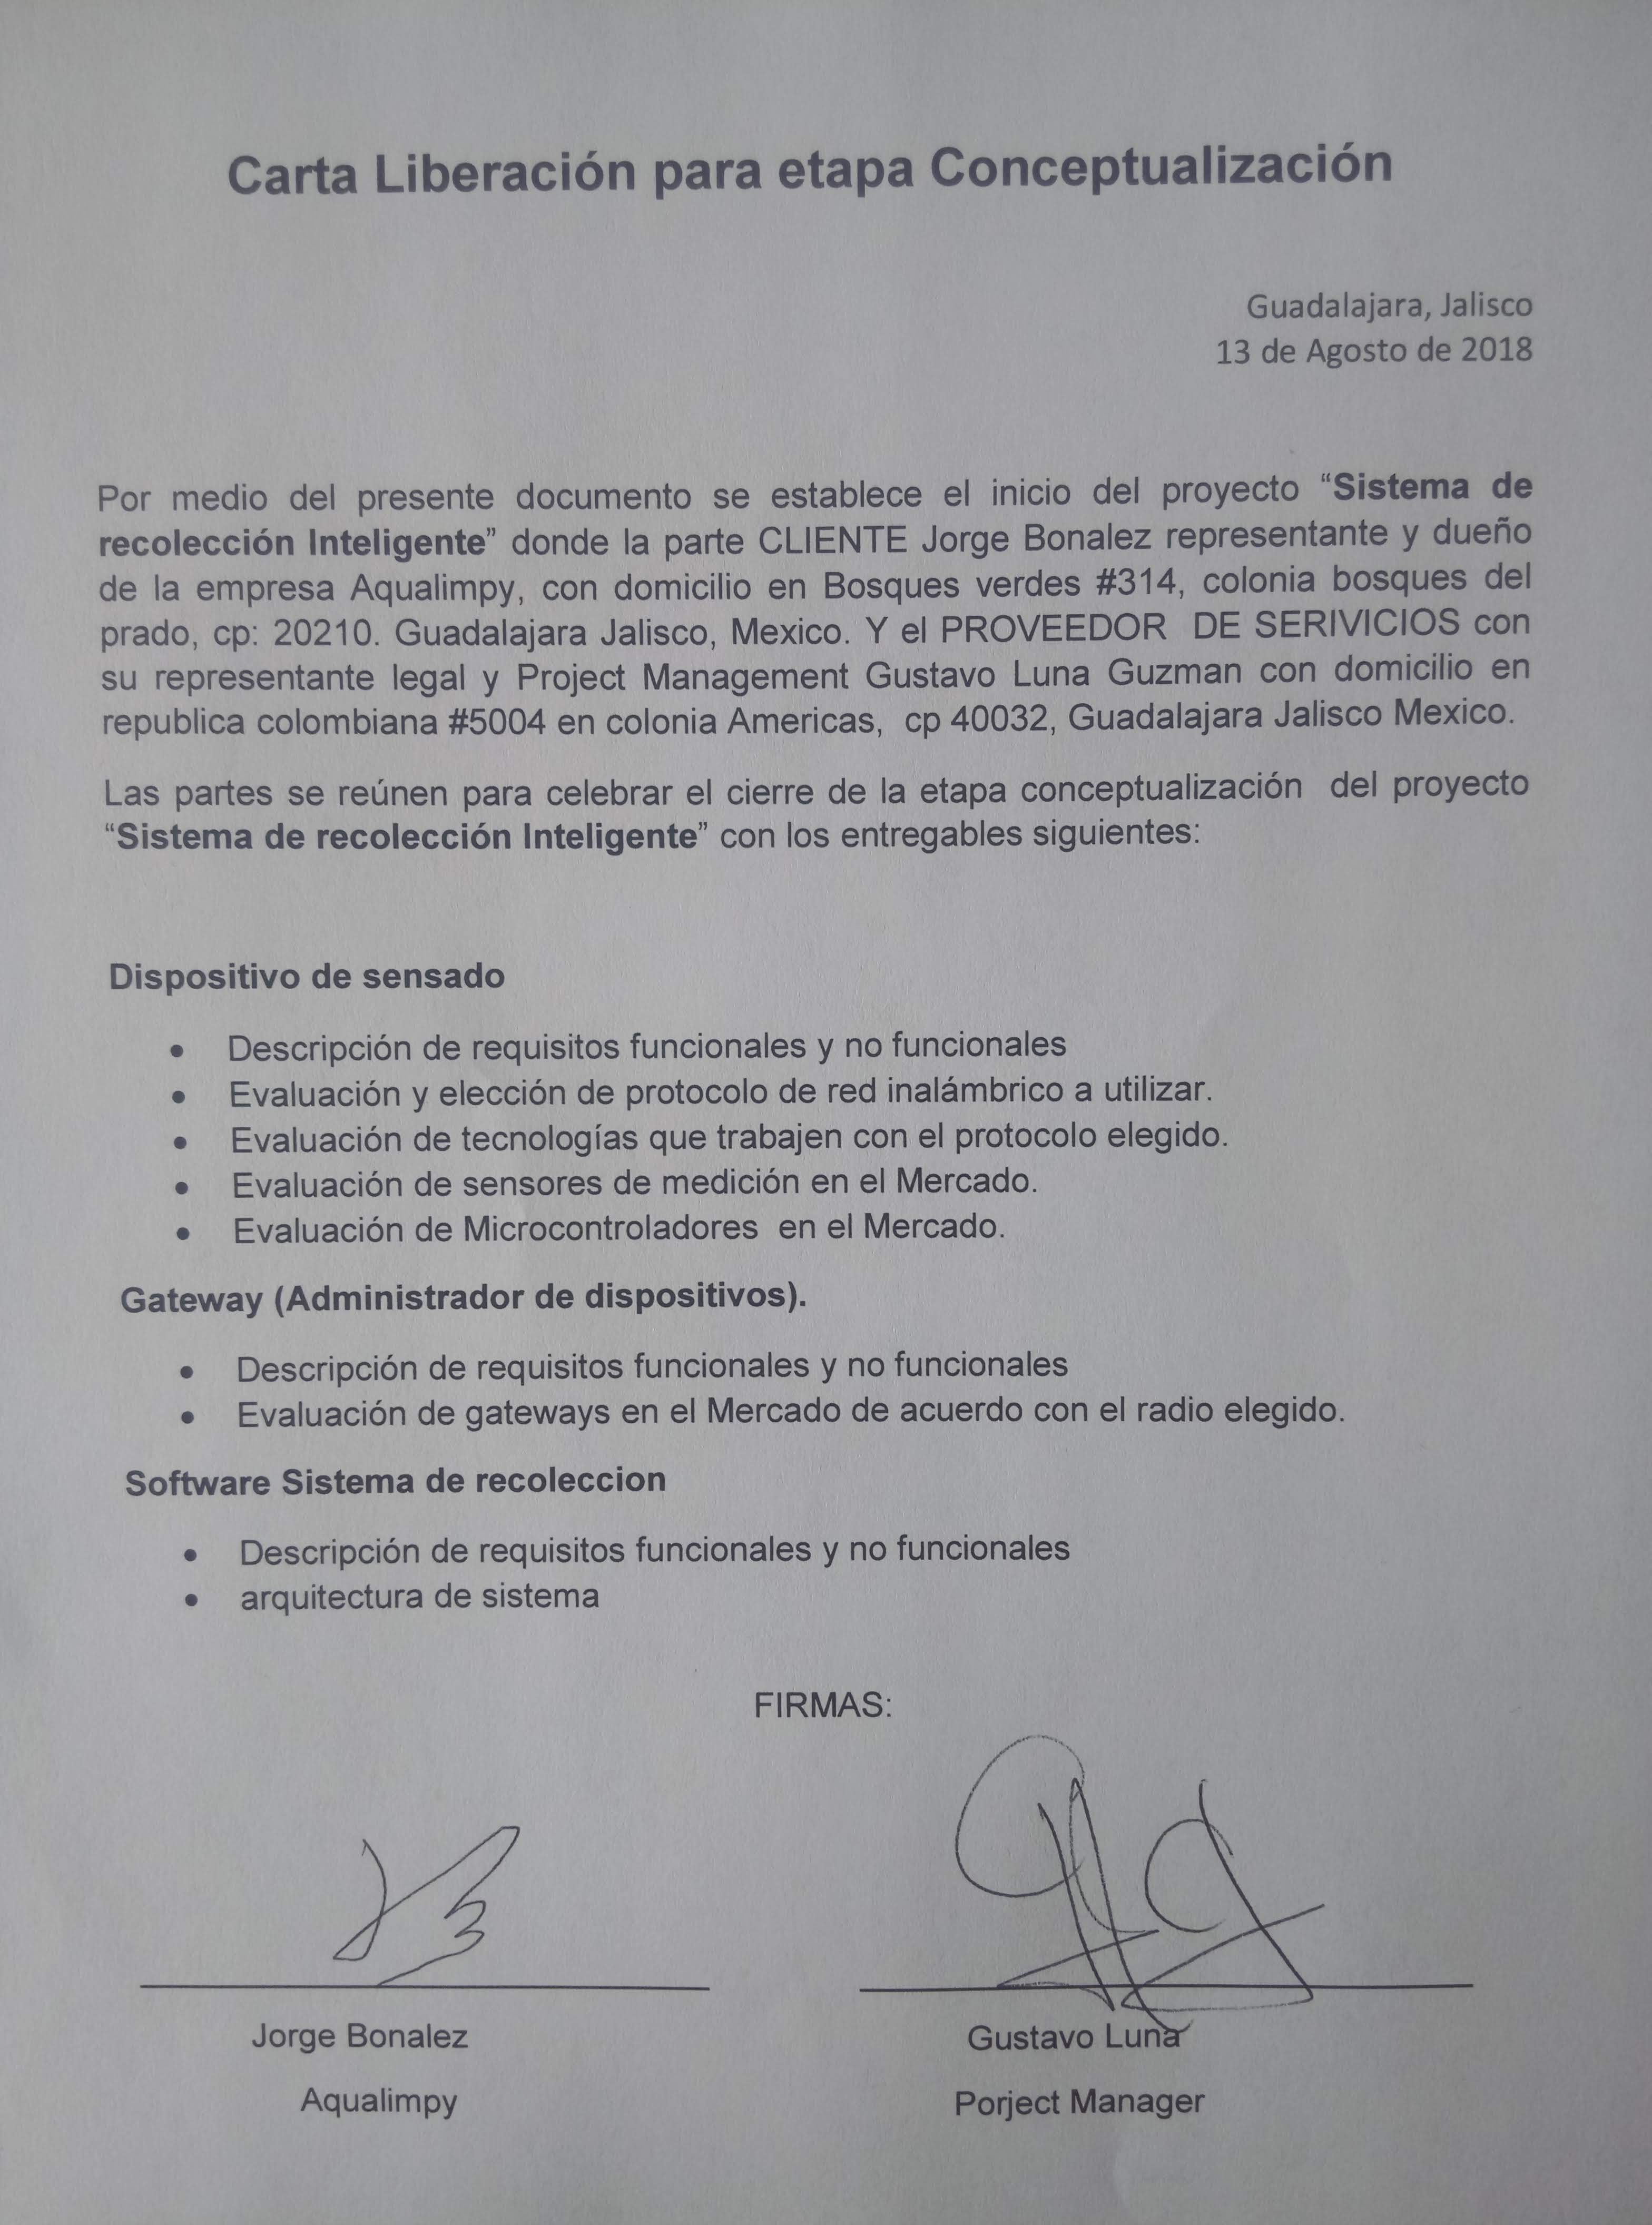 Carta Liberación para etapa Conceptualización
Guadalajara, Jalisco
13 de Agosto de 2018
Por medio del presente documento se establece el inicio del proyecto “Sistema de
recolección Inteligente” donde la parte CLIENTE Jorge Bonalez representante y dueño
de la empresa Aqualimpy, con domicilio en Bosques verdes #314, colonia bosques del
prado, cp: 20210. Guadalajara Jalisco, Mexico. Y el PROVEEDOR DE SERIVICIOS con
su representante legal y Project Management Gustavo Luna Guzman con domicilio en
republica colombiana #5004 en colonia Americas, cp 40032, Guadalajara Jalisco Mexico.
Las partes se reúnen para celebrar el cierre de la etapa conceptualización del proyecto
“Sistema de recolección Inteligente” con los entregables siguientes:
Dispositivo de sensado
• Descripción de requisitos funcionales y no funcionales
• Evaluación y elección de protocolo de red inalámbrico a utilizar.
• Evaluación de tecnologías que trabajen con el protocolo elegido.
• Evaluación de sensores de medición en el Mercado.
• Evaluación de Microcontroladores en el Mercado.
Gateway (Administrador de dispositivos).
• Descripción de requisitos funcionales y no funcionales
• Evaluación de gateways en el Mercado de acuerdo con el radio elegido.
Software Sistema de recoleccion
• Descripción de requisitos funcionales y no funcionales
• arquitectura de sistema
FIRMAS:
Jorge Bonalez
Aqualimpy
Gustavo Luna
Porject Manager